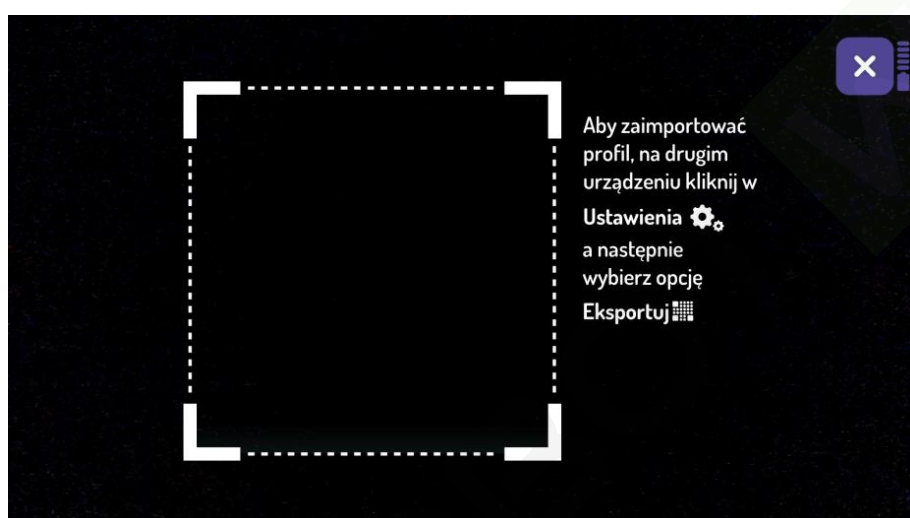 Aby zaimportować
profil, na drugim
urządzeniu kliknij w
Ustawienia
a następnie
wybierz opcję
Eksportuj